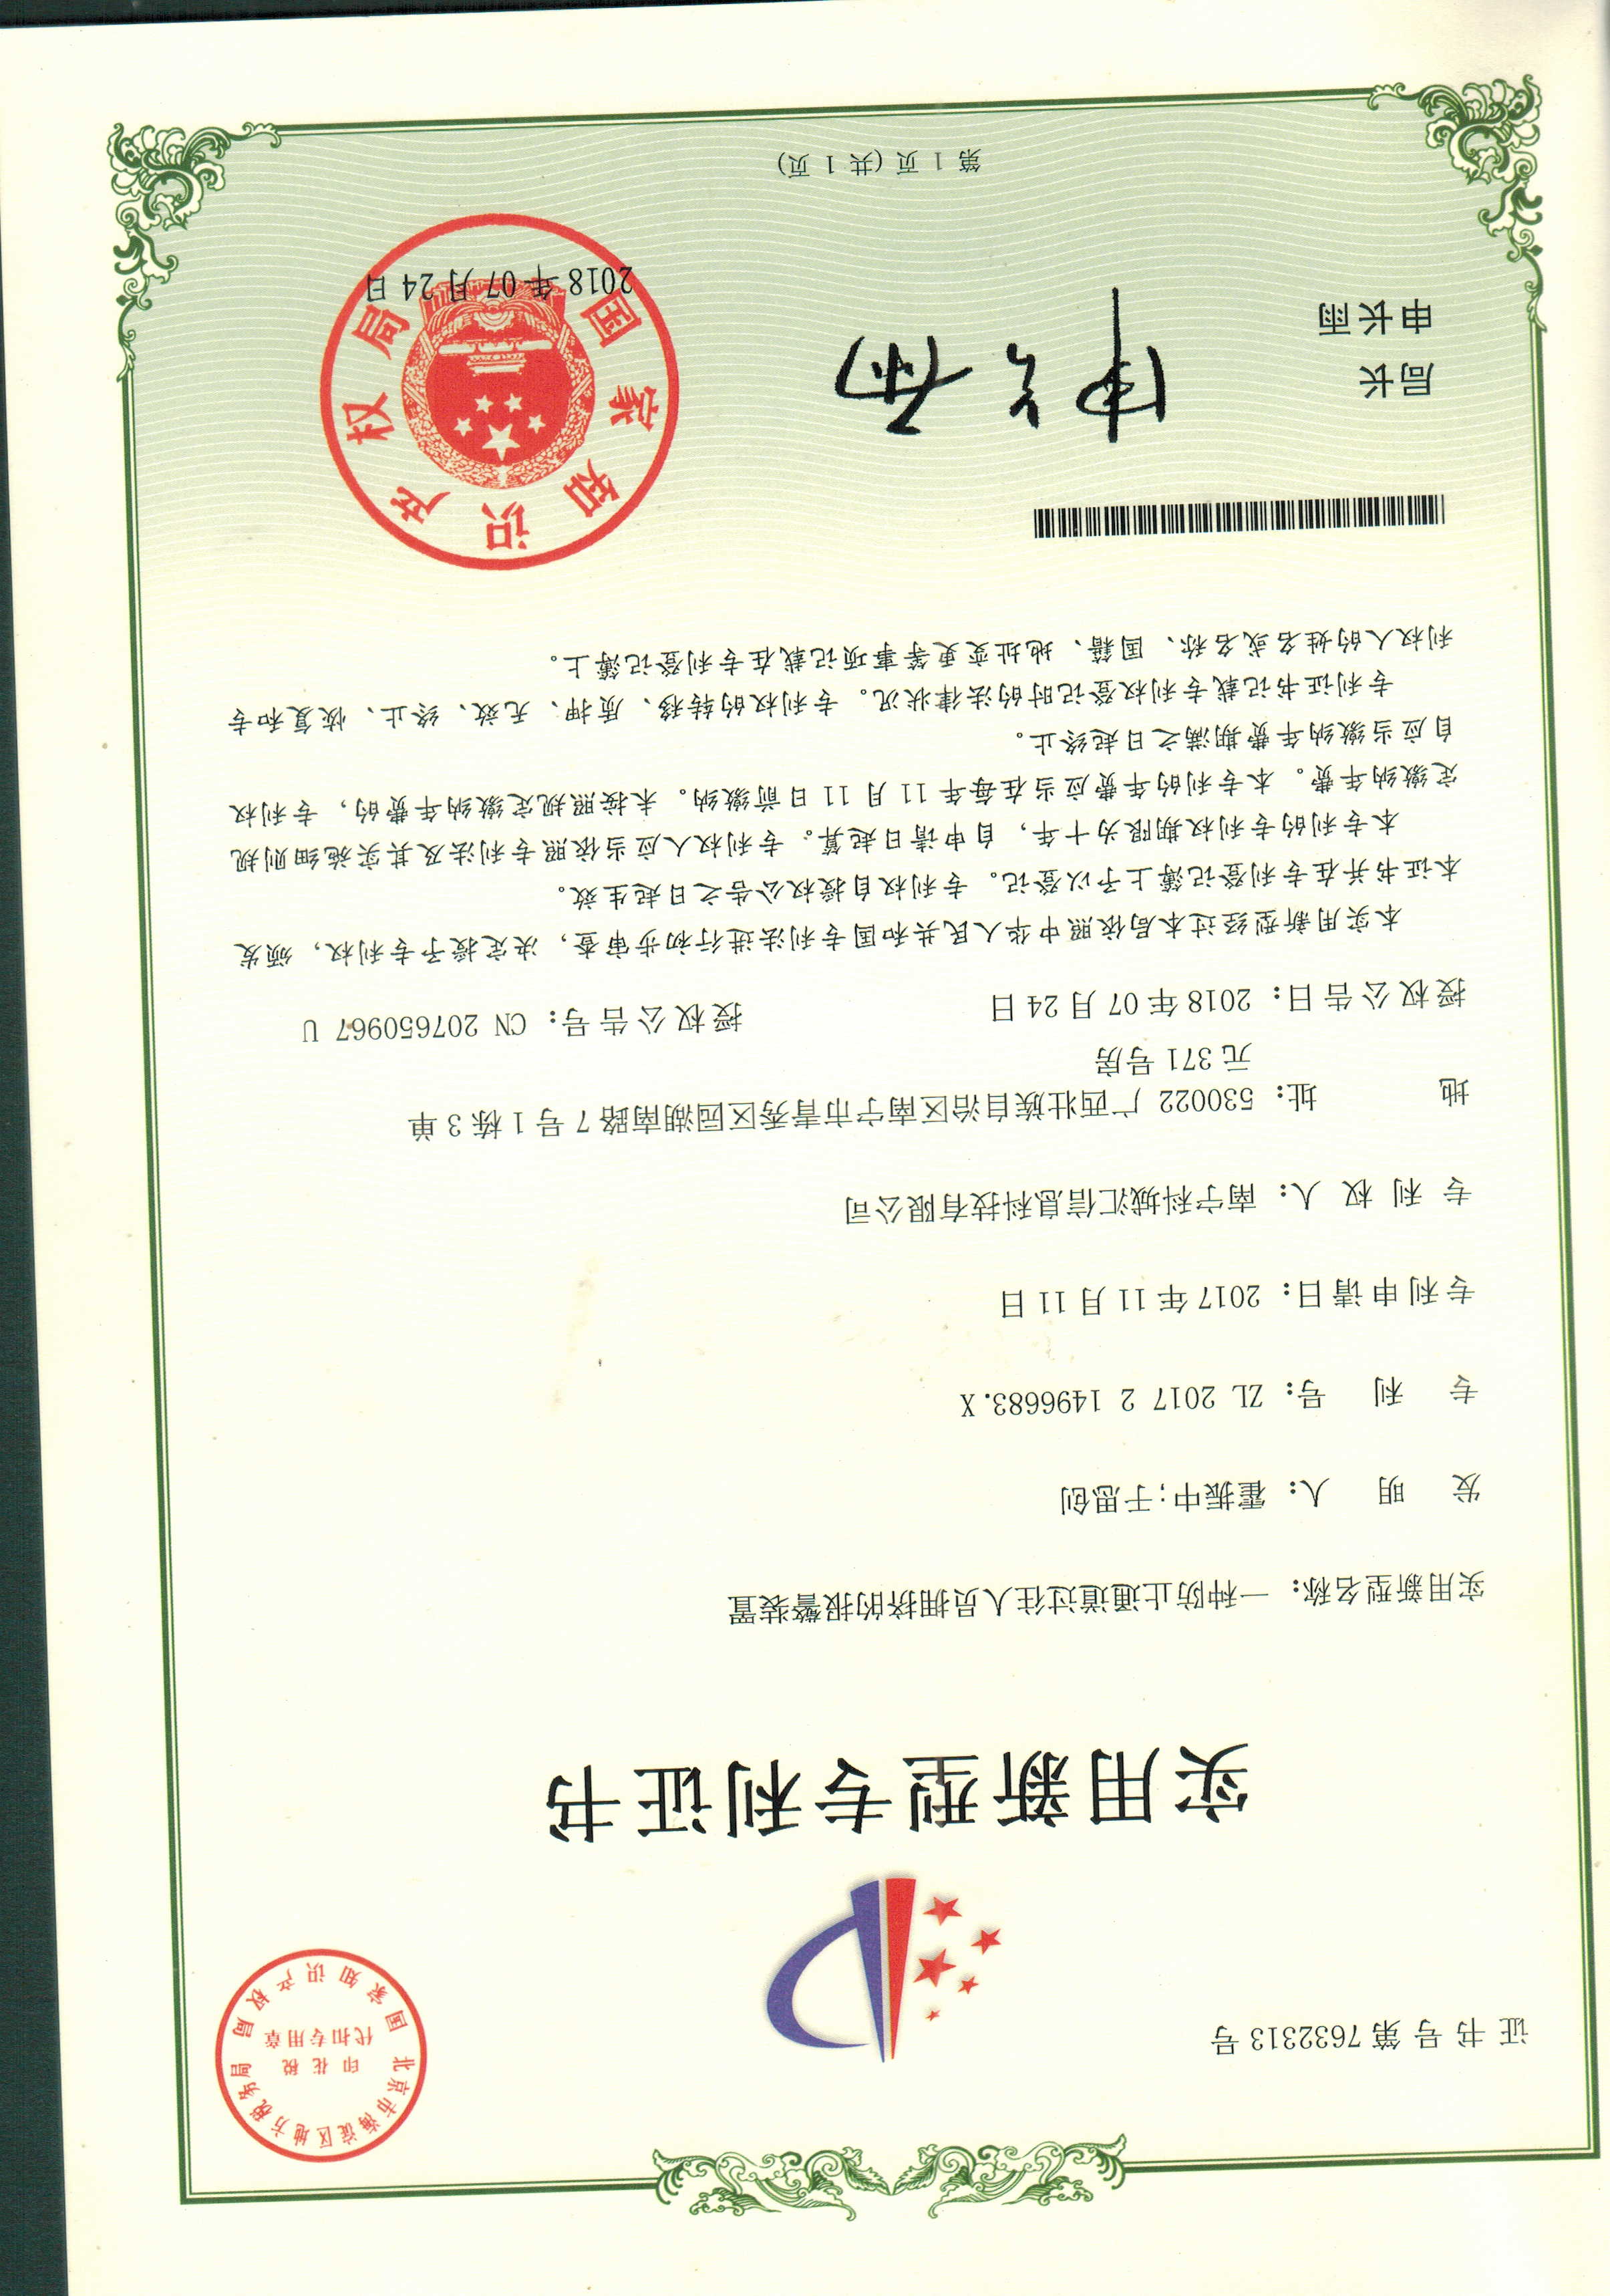 证书号第7632313号
北京市海淀区地方税务局
印花税
代扣专用章
国家知识产权局
实用新型专利证书
实用新型名称：一种防止通道过往人员拥挤的报警装置
发明人：霍振中;于思创
专利号：ZL 2017 2 1496683.X
专利申请日：2017年11月11日
专利权人：南宁科城汇信息科技有限公司
地址：530022 广西壮族自治区南宁市青秀区园湖南路7号1栋3单
元371号房
授权公告日：2018年07月24日 授权公告号：CN 207650967 U
本实用新型经过本局依照中华人民共和国专利法进行初步审查，决定授予专利权，颁发
本证书并在专利登记簿上予以登记。专利权自授权公告之日起生效。
本专利的专利权期限为十年，自申请日起算。专利权人应当依照专利法及其实施细则规
定缴纳年费。本专利的年费应当在每年11月11日前缴纳。未按照规定缴纳年费的，专利权
自应当缴纳年费期满之日起终止。
专利证书记载专利权登记时的法律状况。专利权的转移、质押、无效、终止、恢复和专
利权人的姓名或名称、国籍、地址变更等事项记载在专利登记簿上。
局长
申长雨
申长雨
国家知识产权局
2018年07月24日
第1页(共1页)